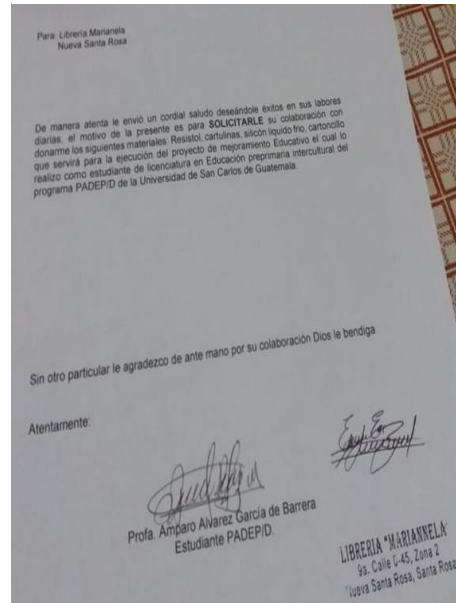 Para: Libreria Marianela
Nueva Santa Rosa
De manera atenta le envió un cordial saludo deseándole éxitos en sus labores
diarias, el motivo de la presente es para SOLICITARLE su colaboración con
donarme los siguientes materiales: Resistol, cartulinas, silicón liquido frio, cartoncillo
que servirá para la ejecución del proyecto de mejoramiento Educativo el cual lo
realizo como estudiante de licenciatura en Educación preprimaria intercultural del
programa PADEP/D de la Universidad de San Carlos de Guatemala.
Sin otro particular le agradezco de ante mano por su colaboración Dios le bendiga
Atentamente:
Profa. Amparo Alvarez Garcia de Barrera
Estudiante PADEP/D.
LIBRERIA "MARIANNELA"
9a. Calle 0-45, Zona 2
Nueva Santa Rosa, Santa Rosa